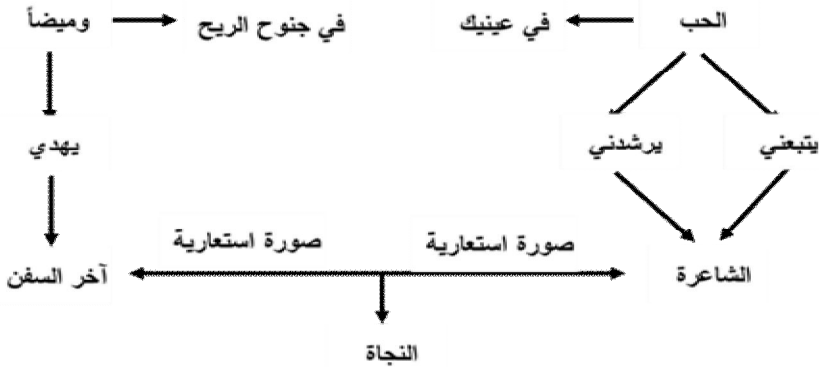 الحب
في عينيك
في جنوح الريح
وميضاً
يتبعني
يرشدني
يهدي
صورة استعارية
صورة استعارية
الشاعرة
آخر السفن
النجاة